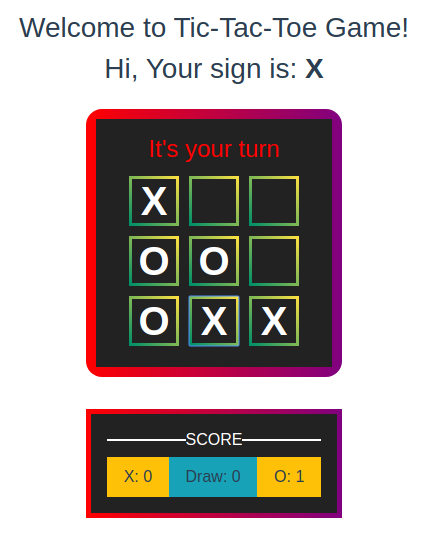 Welcome to Tic-Tac-Toe Game!
Hi, Your sign is: X
It's your turn
X
O O
O X X
SCORE
X: 0 Draw: 0 O: 1